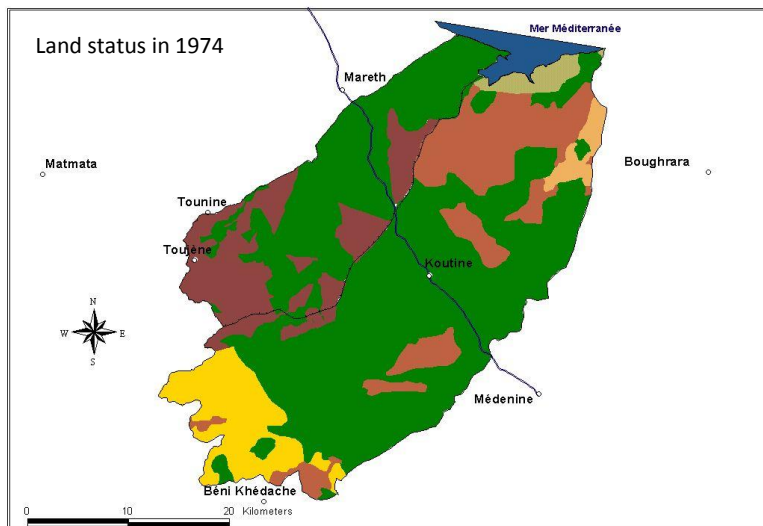 Land status in 1974
Mer Méditerranée
Mareth
Matmata
Boughrara
Tounine
Toujène
Koutine
N
W E
S
Médenine
Béni Khédache
Kilometers
0 10 20